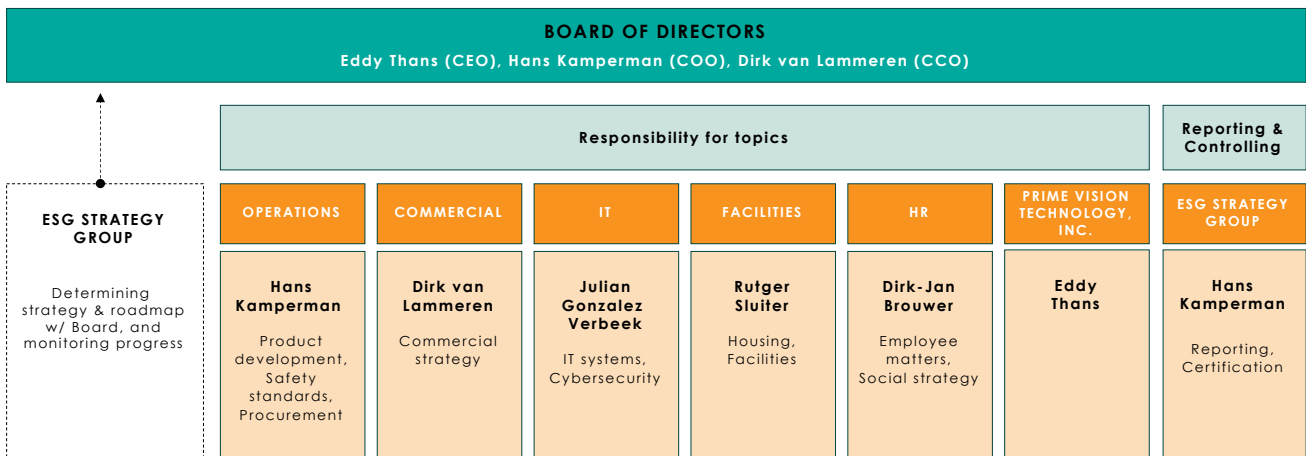 BOARD OF DIRECTORS
Eddy Thans (CEO), Hans Kamperman (COO), Dirk van Lammeren (CCO)
Responsibility for topics
Reporting &
Controlling
ESG STRATEGY
GROUP
Determining
strategy & roadmap
w/ Board, and
monitoring progress
OPERATIONS
Hans
Kamperman
Product
development,
Safety
standards,
Procurement
COMMERCIAL
Dirk van
Lammeren
Commercial
strategy
IT
Julian
Gonzalez
Verbeek
IT systems,
Cybersecurity
FACILITIES
Rutger
Sluiter
Housing,
Facilities
HR
Dirk-Jan
Brouwer
Employee
matters,
Social strategy
PRIME VISION
TECHNOLOGY,
INC.
Eddy
Thans
ESG STRATEGY
GROUP
Hans
Kamperman
Reporting,
Certification